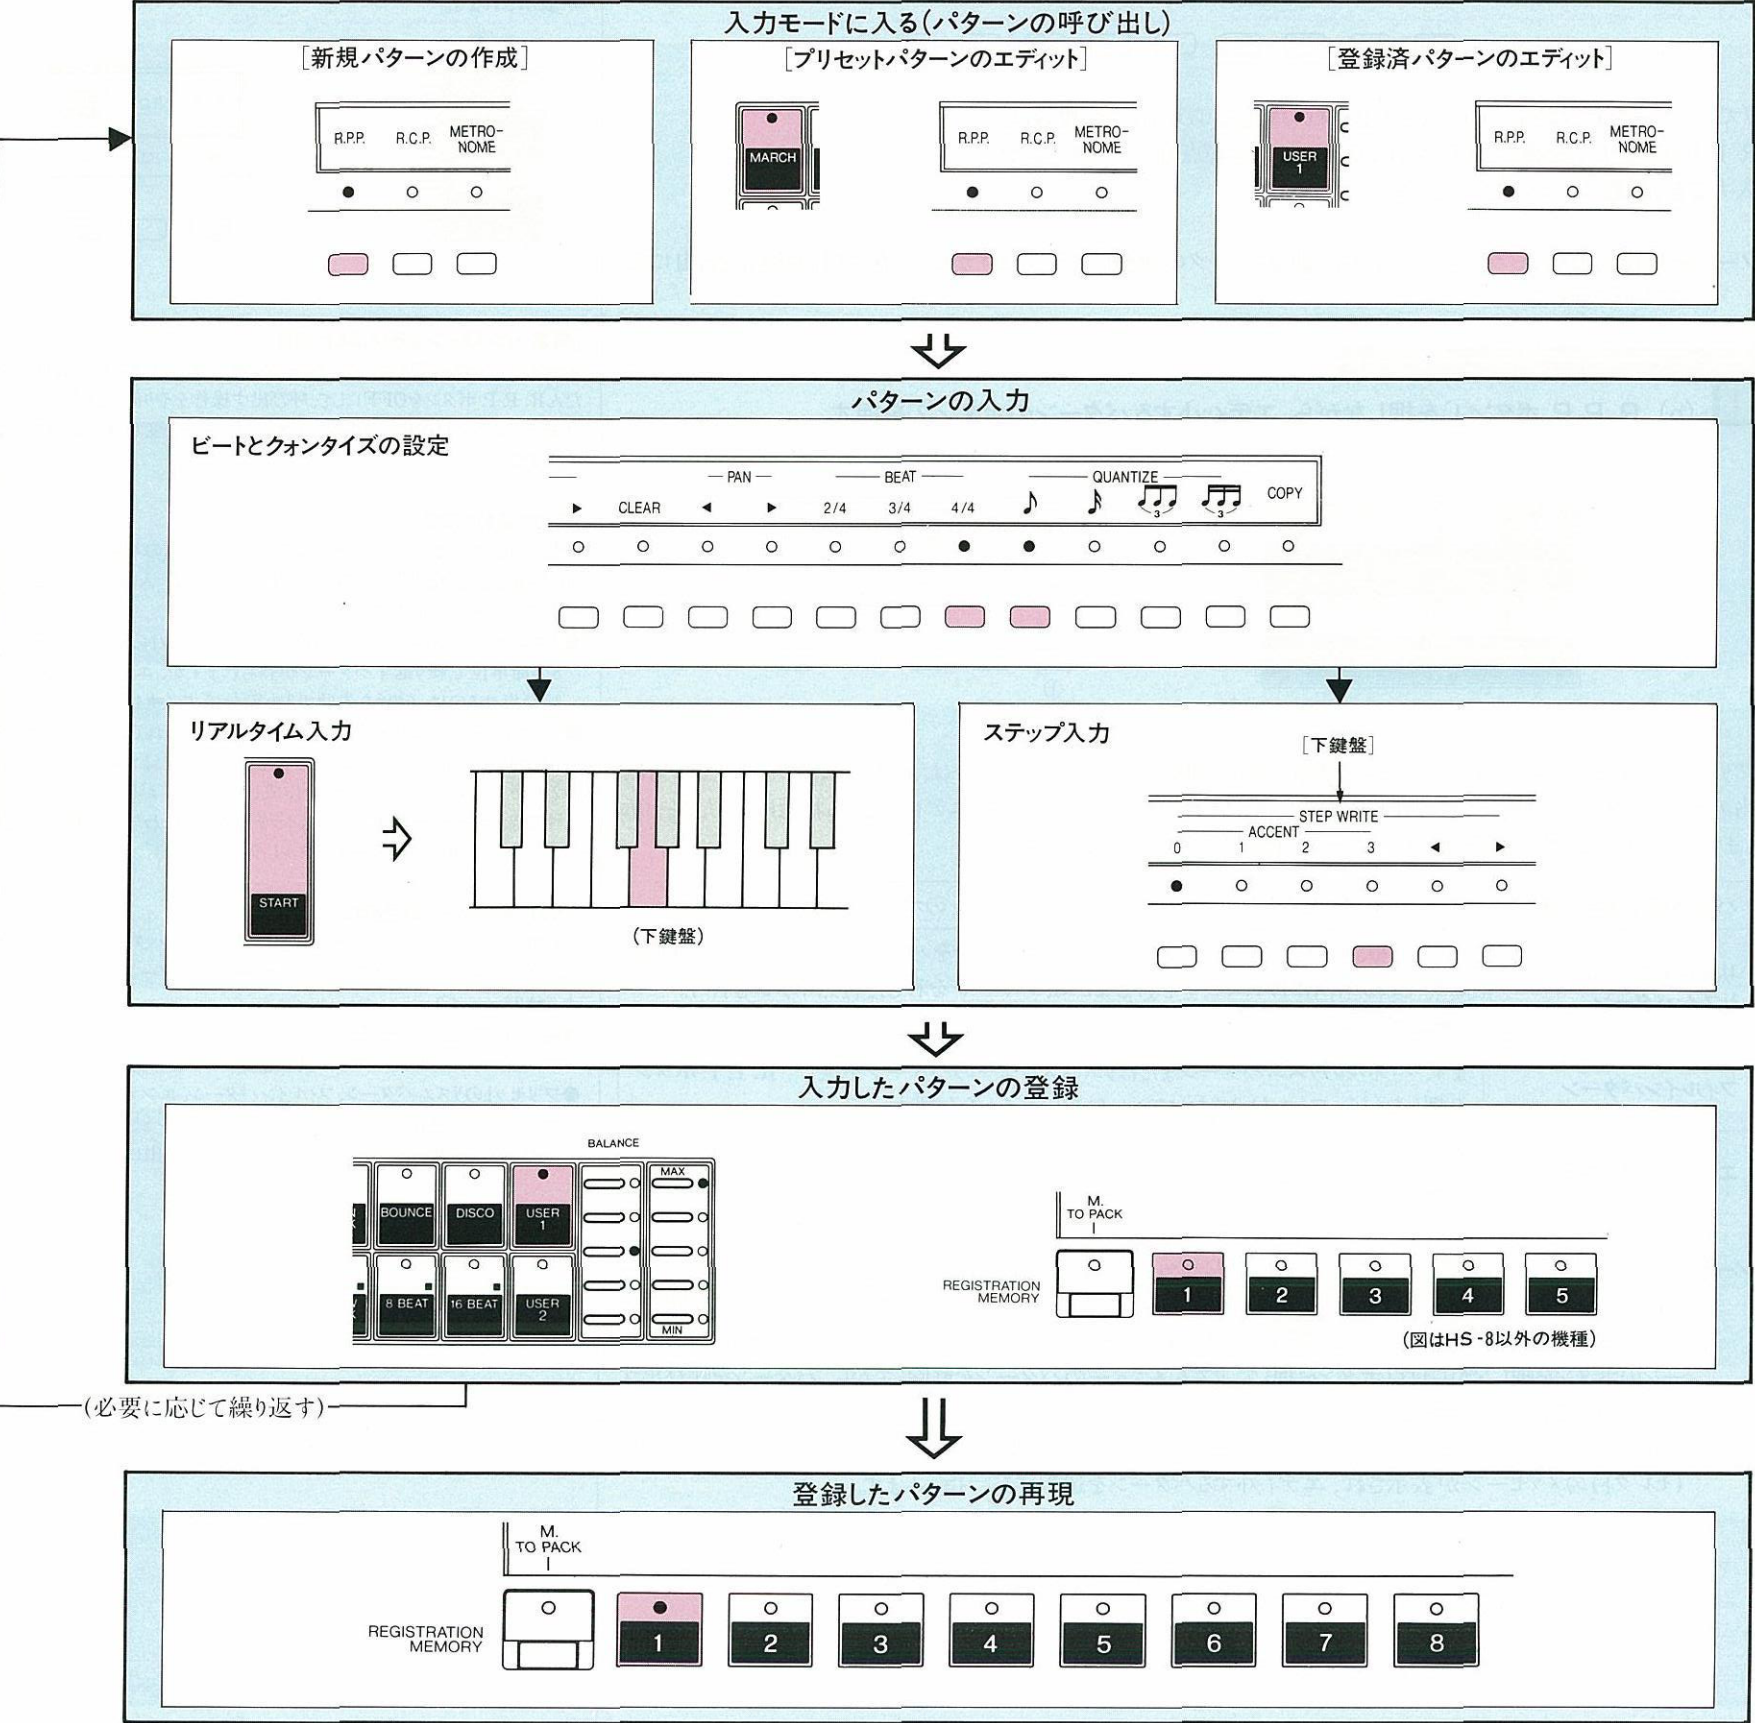 入力モードに入る(パターンの呼び出し)
[新規パターンの作成]
R.P.P. R.C.P. METRO-
NOME
[プリセットパターンのエディット]
MARCH
R.P.P. R.C.P. METRO-
NOME
[登録済パターンのエディット]
USER
1
R.P.P. R.C.P. METRO-
NOME
パターンの入力
ビートとクォンタイズの設定
PAN BEAT QUANTIZE
▶ CLEAR ◀ ▶ 2/4 3/4 4/4 3 3 COPY
リアルタイム入力
START
(下鍵盤)
ステップ入力
[下鍵盤]
STEP WRITE
ACCENT
0 1 2 3 ◀ ▶
入力したパターンの登録
BALANCE
BOUNCE DISCO USER
1
MAX
8 BEAT 16 BEAT USER
2
MIN
M.
TO PACK
REGISTRATION
MEMORY
1 2 3 4 5
(図はHS-8以外の機種)
(必要に応じて繰り返す)
登録したパターンの再現
M.
TO PACK
REGISTRATION
MEMORY
1 2 3 4 5 6 7 8